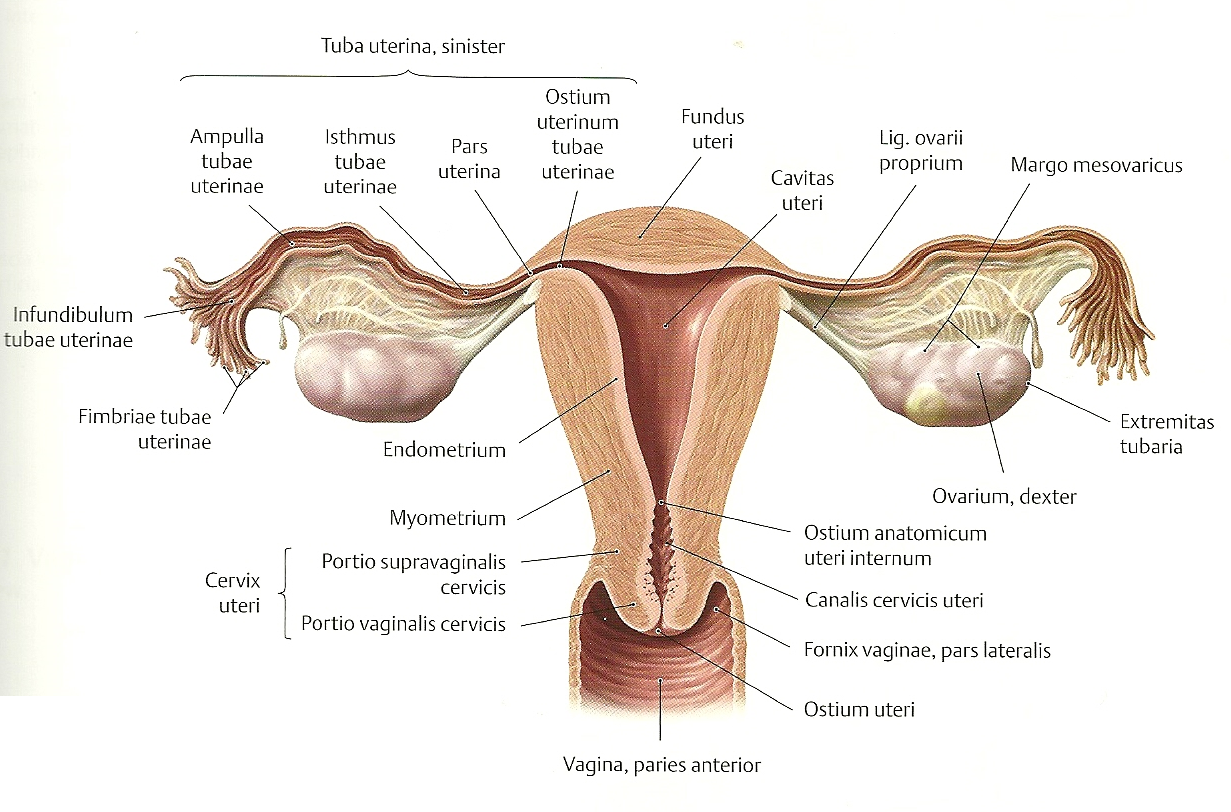 Tuba uterina, sinister
Ostium
uterinum
tubae
uterinae
Fundus
uteri
Ampulla
tubae
uterinae
Isthmus
tubae
uterinae
Pars
uterina
Lig. ovarii
proprium
Margo mesovaricus
Cavitas
uteri
Infundibulum
tubae uterinae
Fimbriae tubae
uterinae
Extremitas
tubaria
Endometrium
Ovarium, dexter
Myometrium
Ostium anatomicum
uteri internum
Cervix
uteri
Portio supravaginalis
cervicis
Canalis cervicis uteri
Portio vaginalis cervicis
Fornix vaginae, pars lateralis
Ostium uteri
Vagina, paries anterior